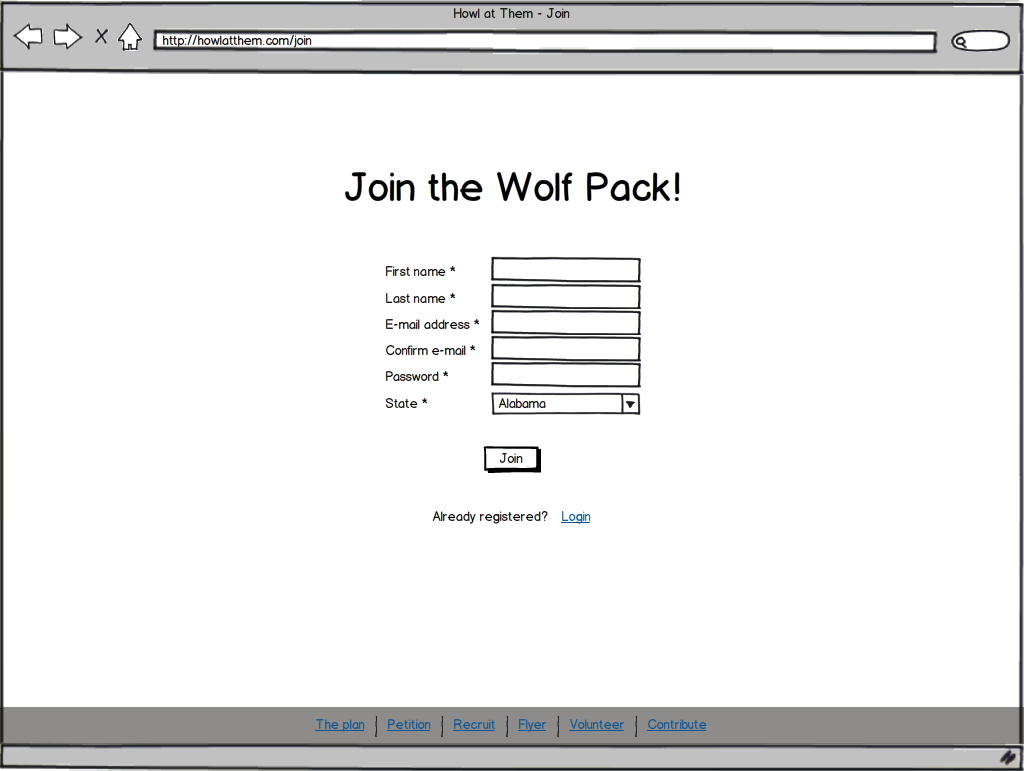 Howl at Them - Join
http://howlatthem.com/join
Join the Wolf Pack!
First name *
Last name *
E-mail address *
Confirm e-mail *
Password *
State * Alabama
Join
Already registered? Login
The plan | Petition | Recruit | Flyer | Volunteer | Contribute